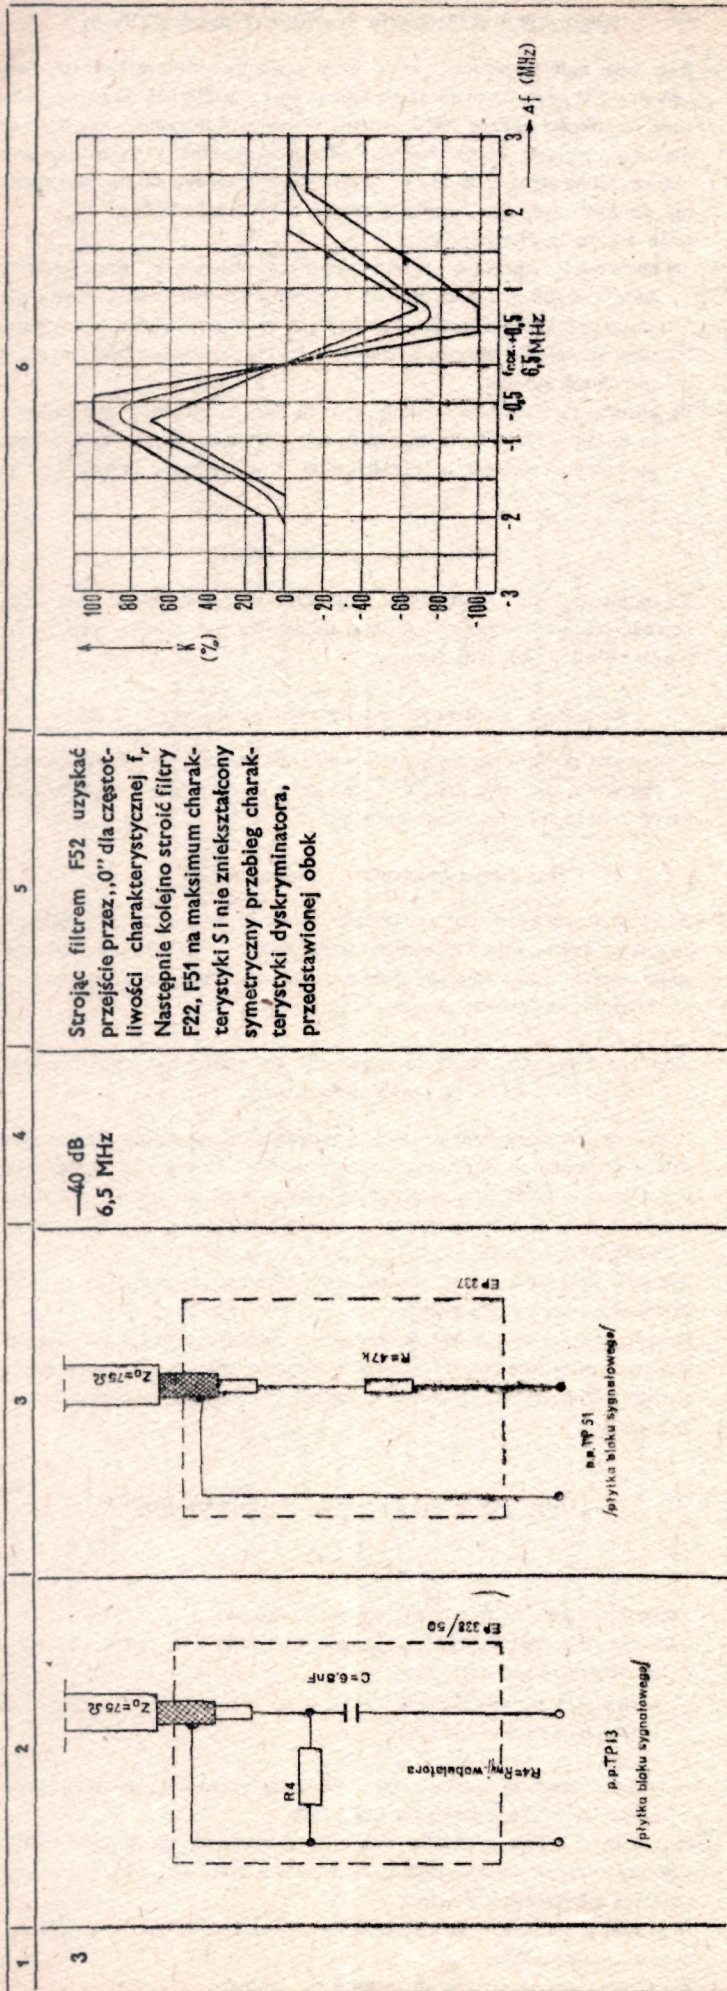 1
2
3
4
5
6
3
Z₀=75Ω
R4
C=6,8nF
R4=Rwyj. wobulatora
EP 338/50
p.p.TP13
/płytka bloku sygnałowego/
Z₀=75Ω
R=47k
EP 237
p.p.TP 51
/płytka bloku sygnałowego/
—40 dB
6,5 MHz
Strojąc filtrem F52 uzyskać
przejście przez „0” dla częstot-
liwości charakterystycznej fᵣ
Następnie kolejno stroić filtry
F22, F51 na maksimum charak-
terystyki S i nie zniekształcony
symetryczny przebieg charak-
terystyki dyskryminatora,
przedstawionej obok
K
(%)
100
80
60
40
20
0
-20
-40
-60
-80
-100
-3
-2
-1
-0,5
+0,5
6,5MHz
1
2
3
Δf (MHz)